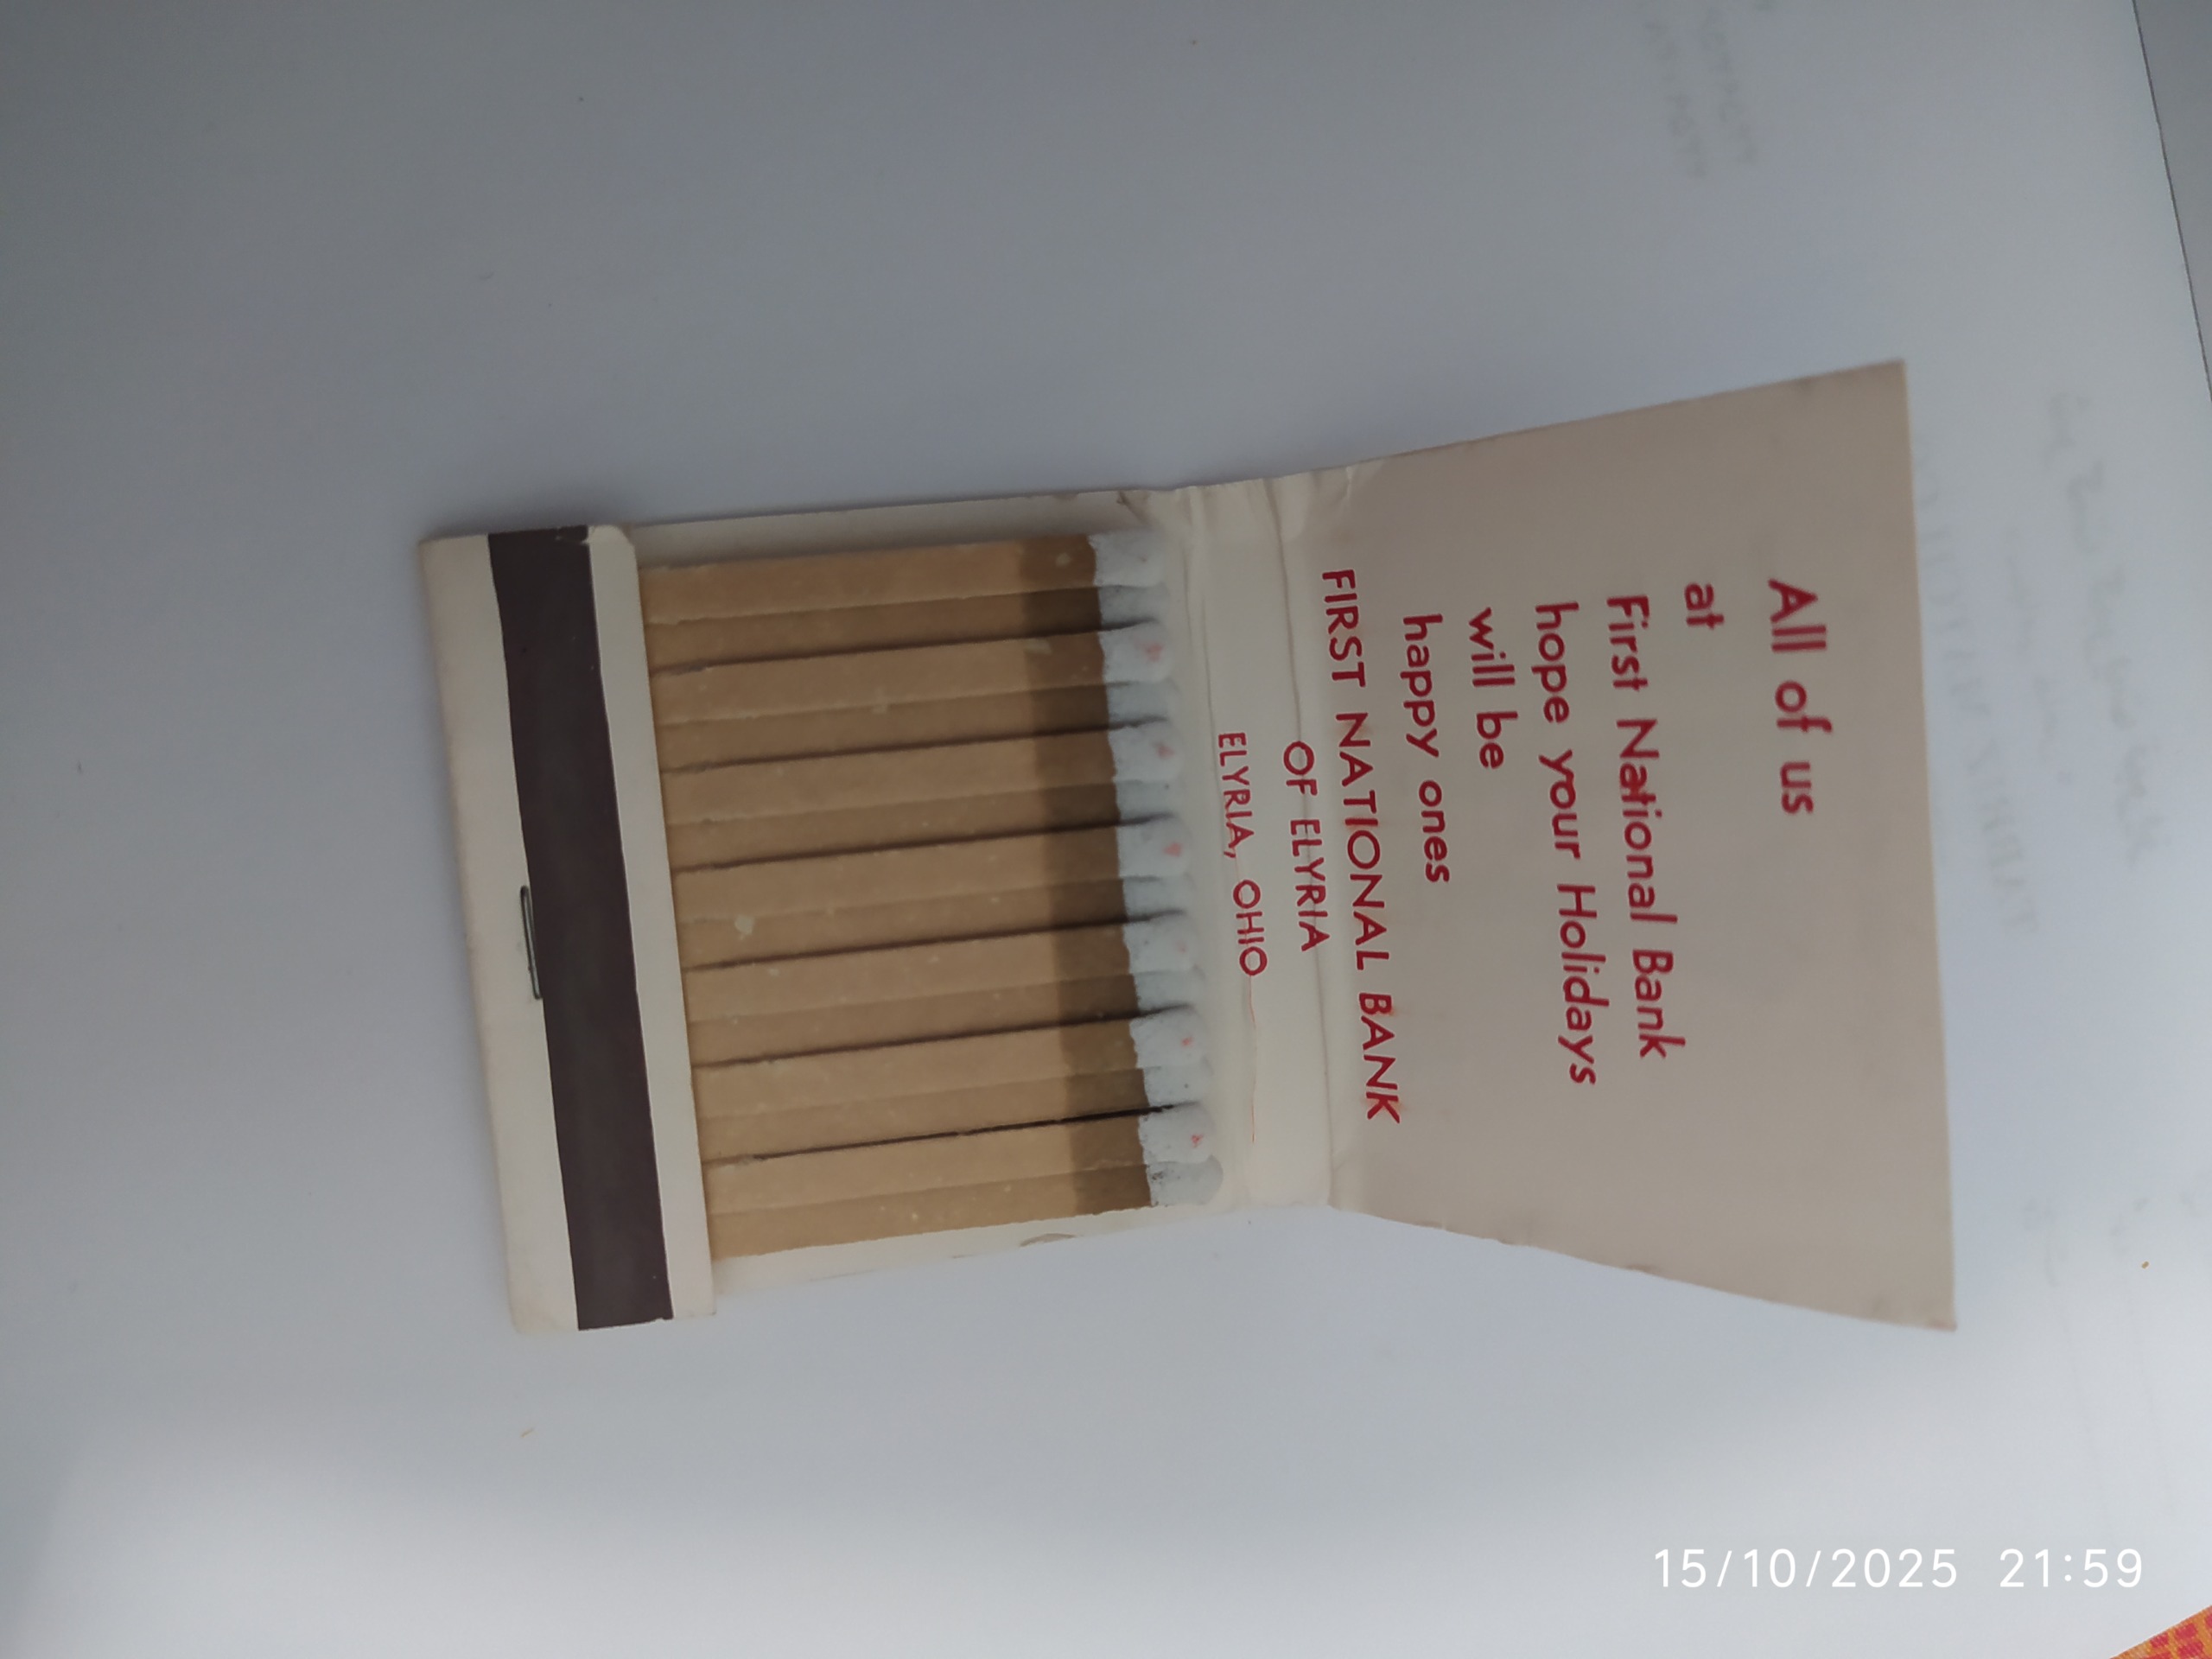 All of us
at
First National Bank
hope your Holidays
will be
happy ones
FIRST NATIONAL BANK
OF ELYRIA
ELYRIA, OHIO
15/10/2025 21:59